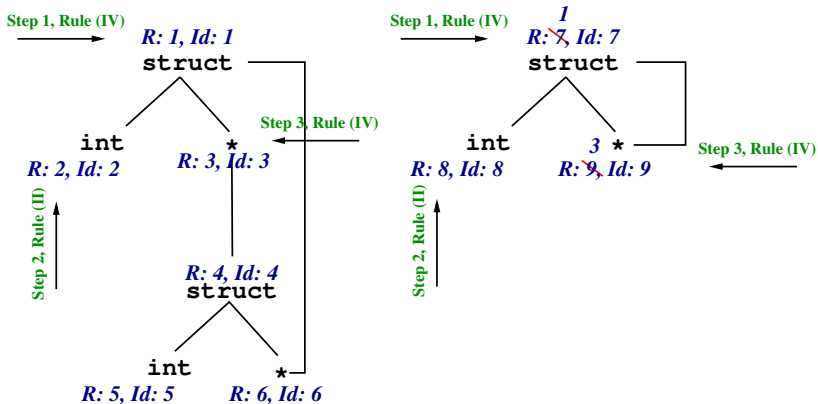 Step 1, Rule (IV)
R: 1, Id: 1
struct
int
*
R: 2, Id: 2
R: 3, Id: 3
Step 3, Rule (IV)
Step 2, Rule (II)
R: 4, Id: 4
struct
int
*
R: 5, Id: 5
R: 6, Id: 6
Step 1, Rule (IV)
1
R: 7, Id: 7
struct
int
3
*
R: 8, Id: 8
R: 9, Id: 9
Step 3, Rule (IV)
Step 2, Rule (II)